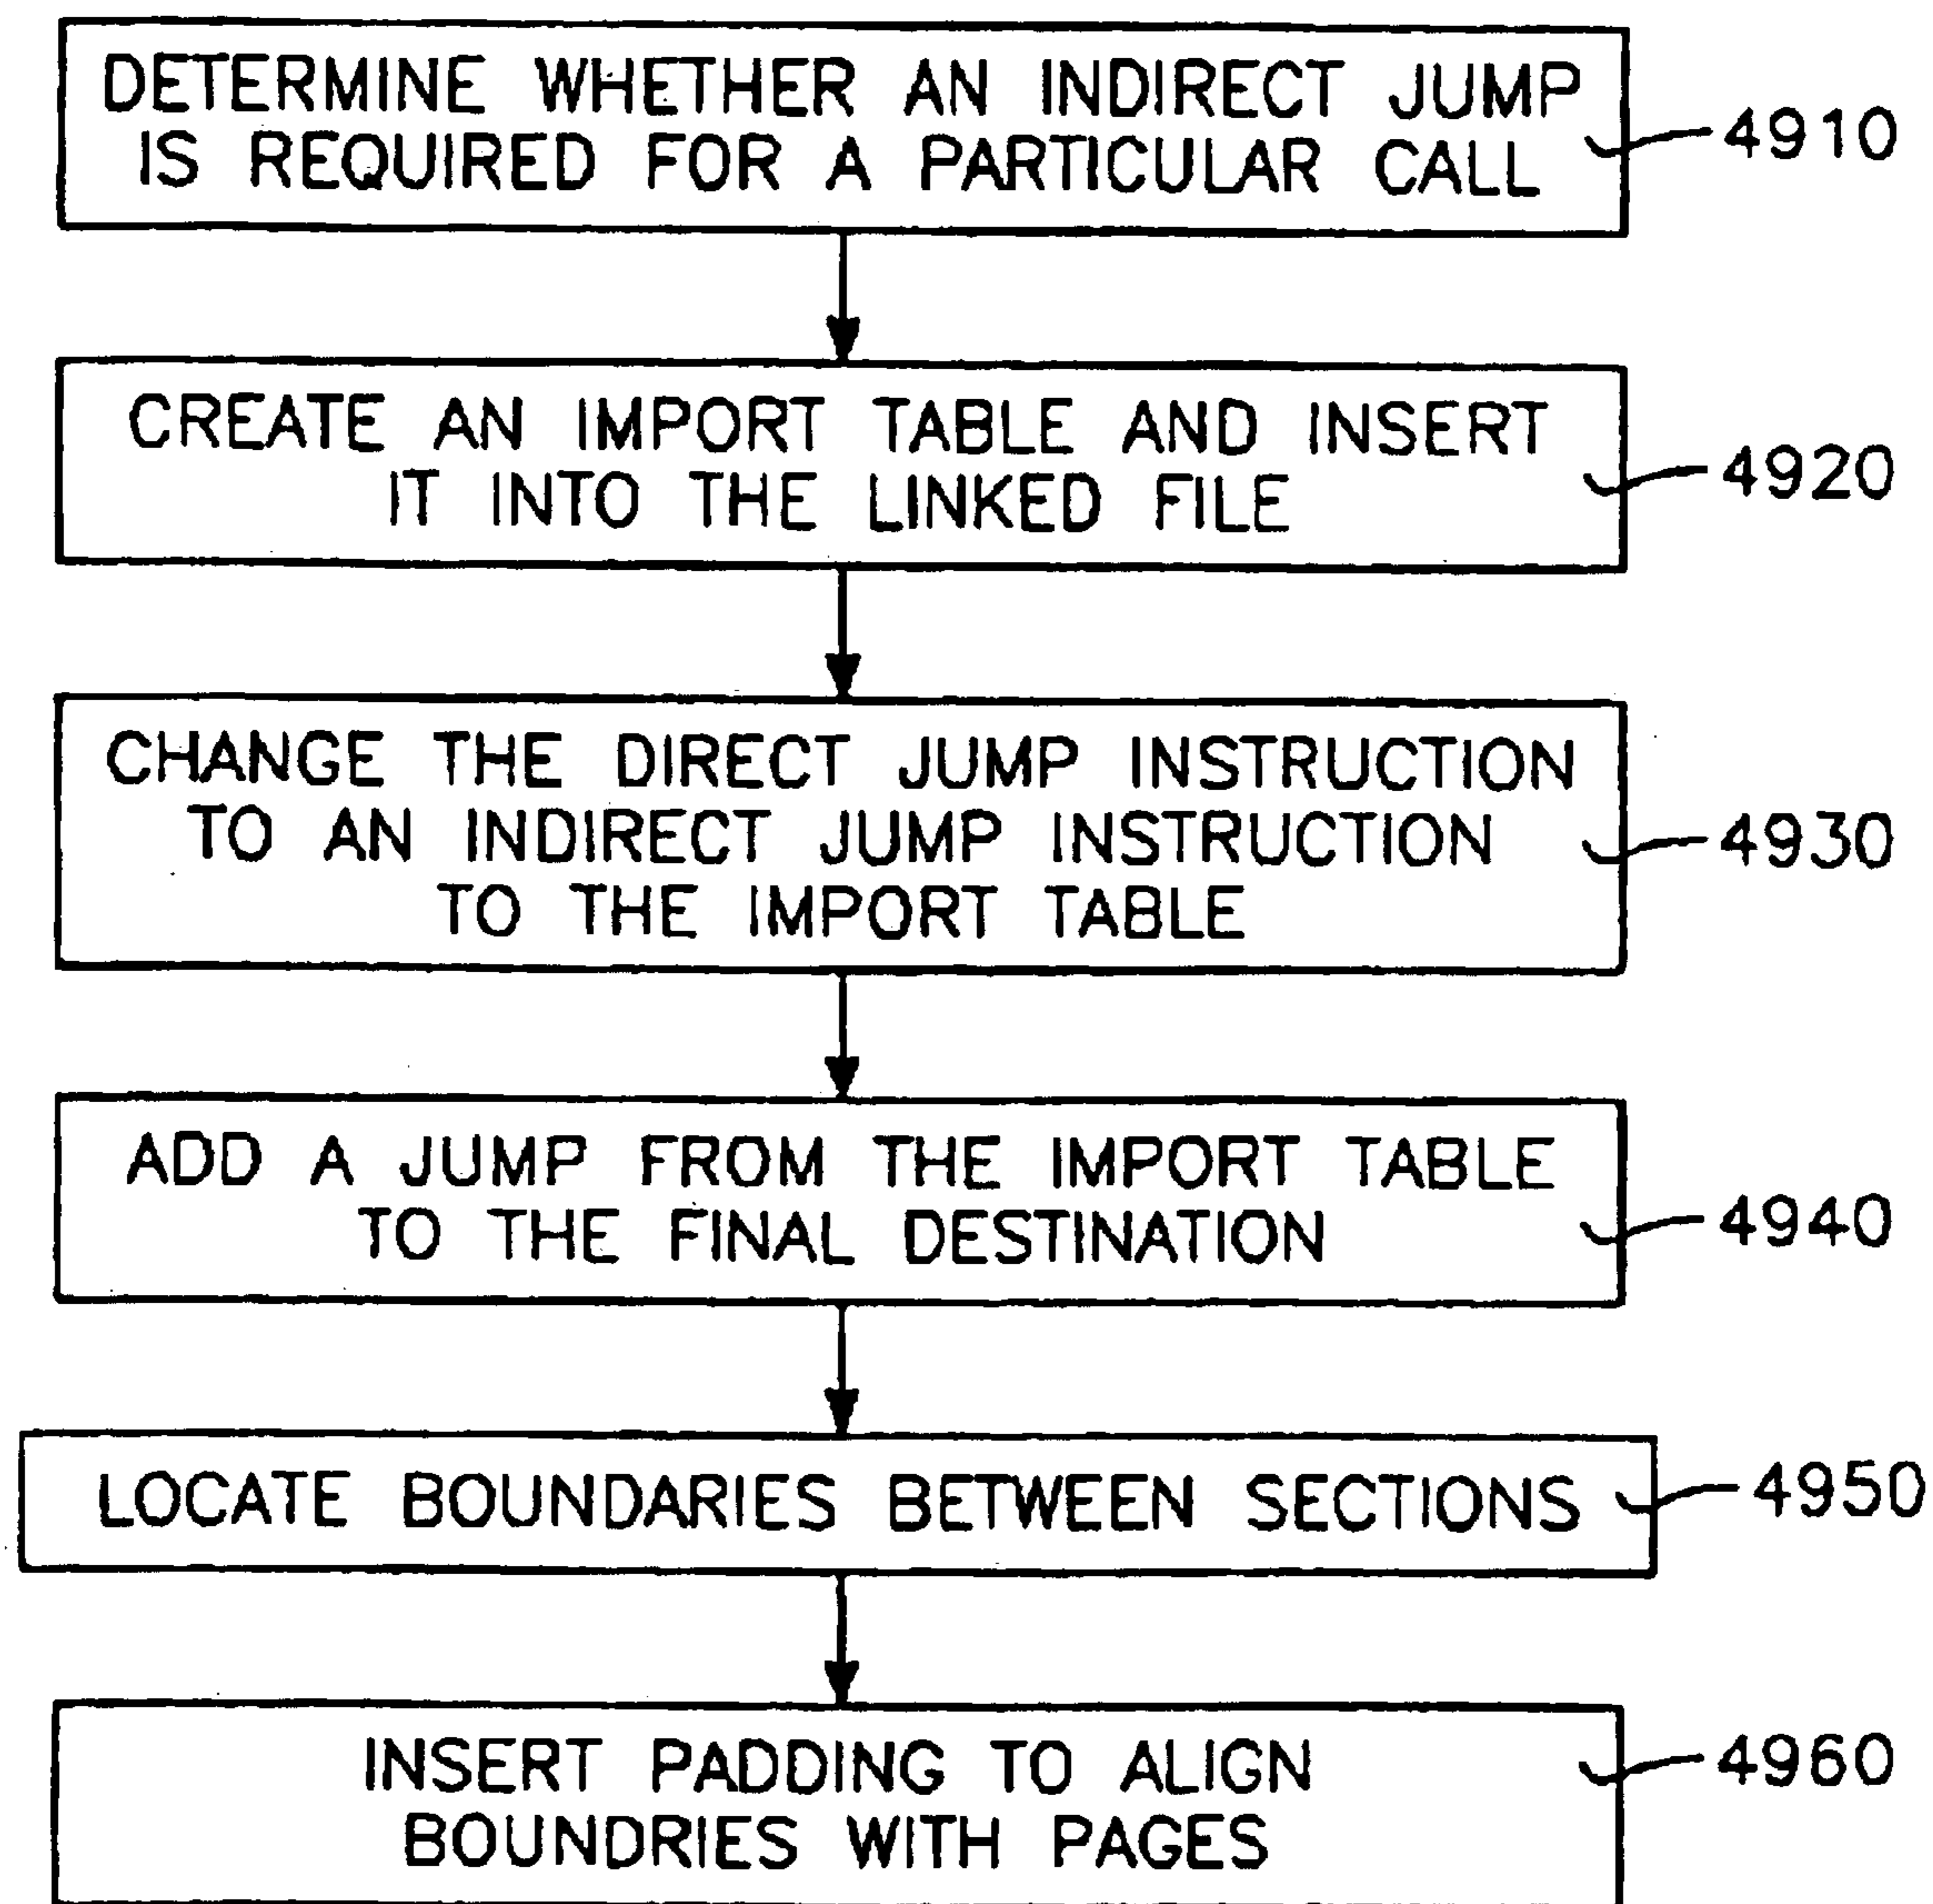 DETERMINE WHETHER AN INDIRECT JUMP
IS REQUIRED FOR A PARTICULAR CALL
4910
CREATE AN IMPORT TABLE AND INSERT
IT INTO THE LINKED FILE
4920
CHANGE THE DIRECT JUMP INSTRUCTION
TO AN INDIRECT JUMP INSTRUCTION
TO THE IMPORT TABLE
4930
ADD A JUMP FROM THE IMPORT TABLE
TO THE FINAL DESTINATION
4940
LOCATE BOUNDARIES BETWEEN SECTIONS
4950
INSERT PADDING TO ALIGN
BOUNDRIES WITH PAGES
4960